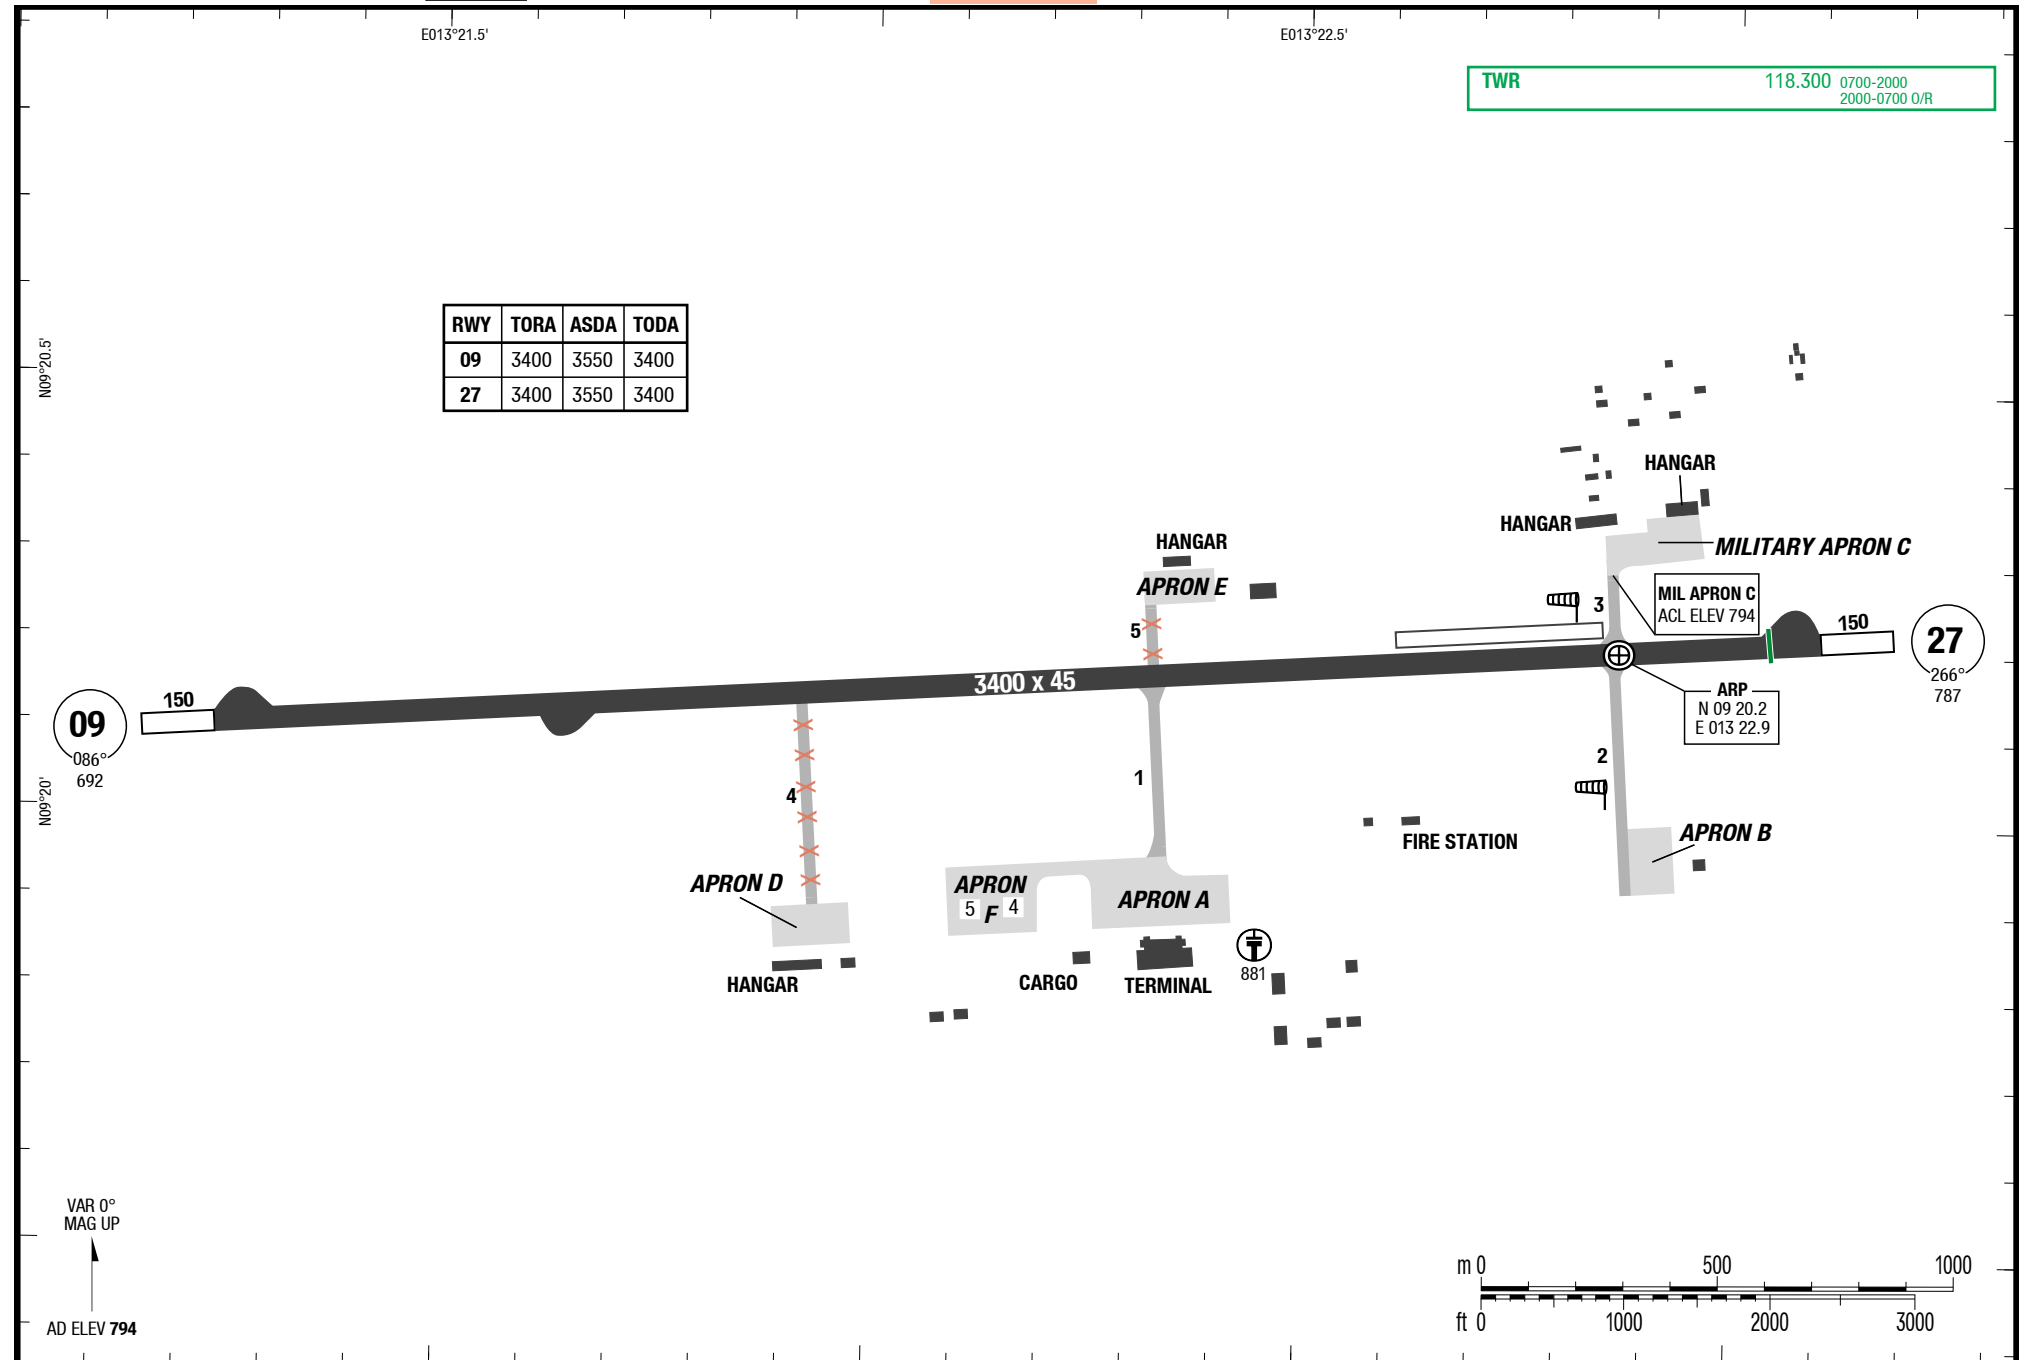 E013°21.5'
E013°22.5'
TWR 118.300 0700-2000
2000-0700 O/R
RWY TORA ASDA TODA
09 3400 3550 3400
27 3400 3550 3400
N09°20.5'
HANGAR
HANGAR
MILITARY APRON C
HANGAR
APRON E
MIL APRON C
ACL ELEV 794
3
5
150
27
266°
787
3400 x 45
ARP
N 09 20.2
E 013 22.9
150
09
086°
692
N09°20'
2
1
4
APRON B
FIRE STATION
APRON D
APRON
5 F 4
APRON A
881
HANGAR
CARGO
TERMINAL
VAR 0°
MAG UP
AD ELEV 794
m 0 500 1000
ft 0 1000 2000 3000